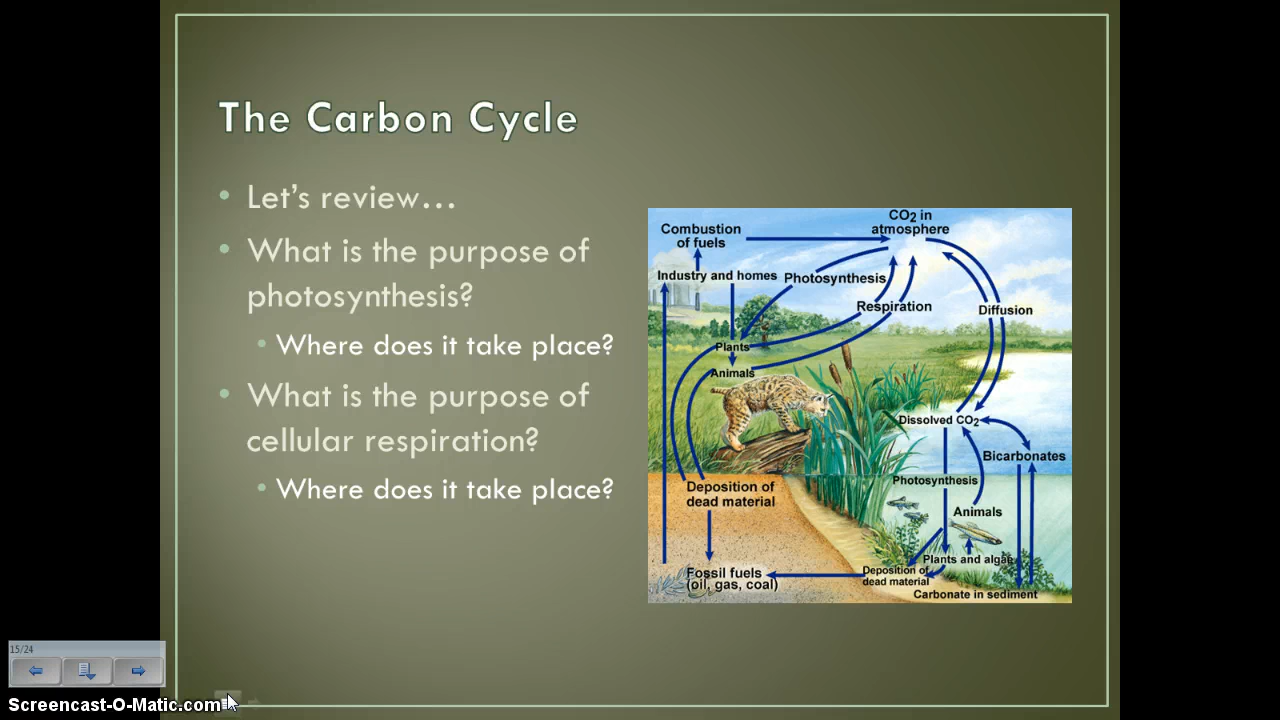 The Carbon Cycle
• Let's review…
• What is the purpose of
photosynthesis?
• Where does it take place?
• What is the purpose of
cellular respiration?
• Where does it take place?
CO2 in
atmosphere
Combustion
of fuels
Industry and homes
Photosynthesis
Respiration
Diffusion
Plants
Animals
Dissolved CO2
Bicarbonates
Photosynthesis
Deposition of
dead material
Animals
Plants and algae
Fossil fuels
(oil, gas, coal)
Deposition of
dead material
Carbonate in sediment
15/24
Screencast-O-Matic.com